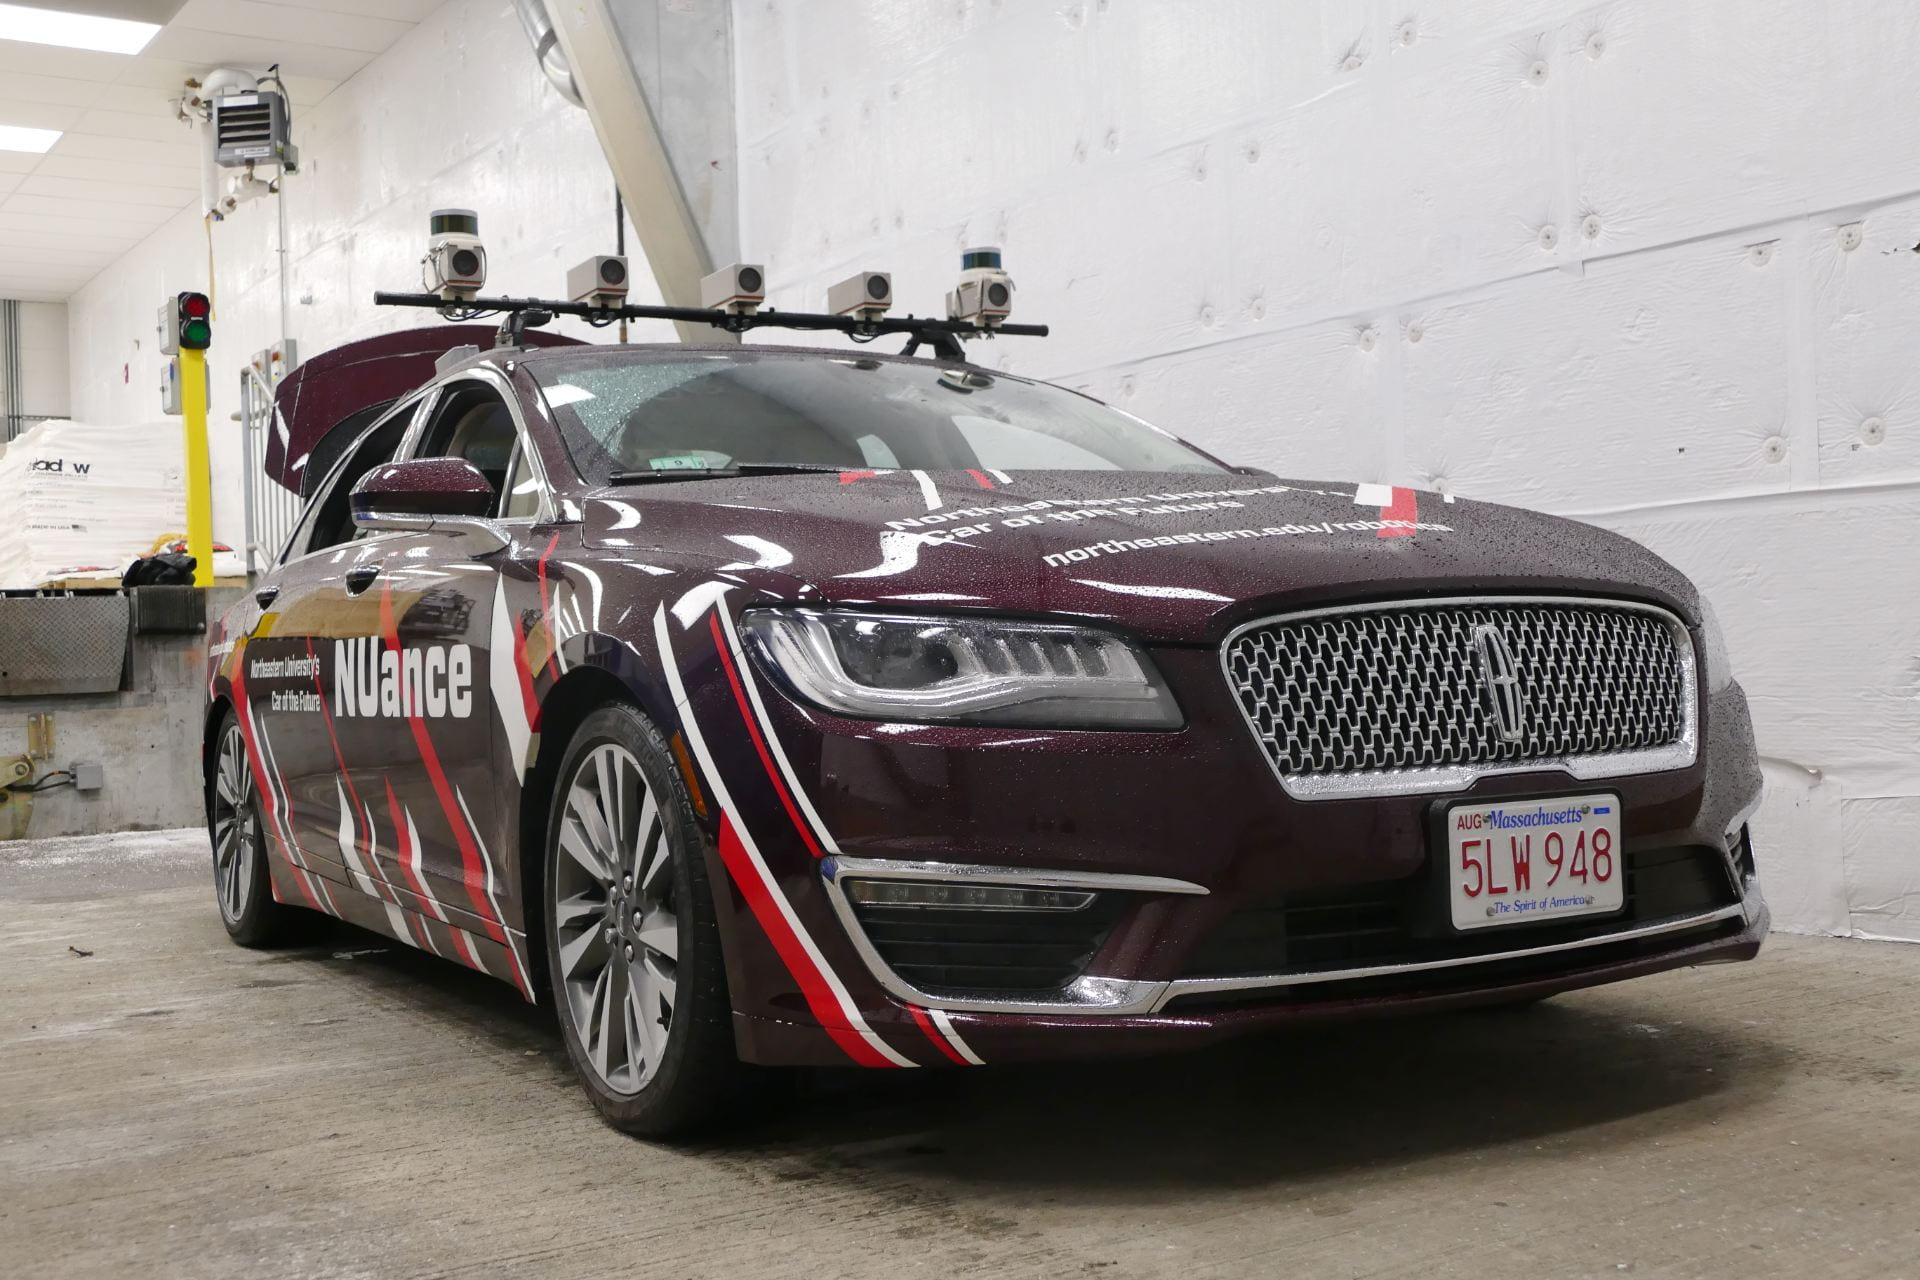 Northeastern University's
Car of the Future
northeastern.edu/robotics
Northeastern University's
Car of the Future
NUance
AUG Massachusetts
5LW 948
The Spirit of America
9